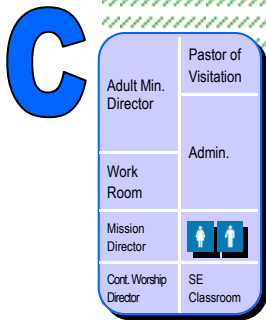 C
Adult Min.
Director
Pastor of
Visitation
Admin.
Work
Room
Mission
Director
Cont. Worship
Director
SE
Classroom